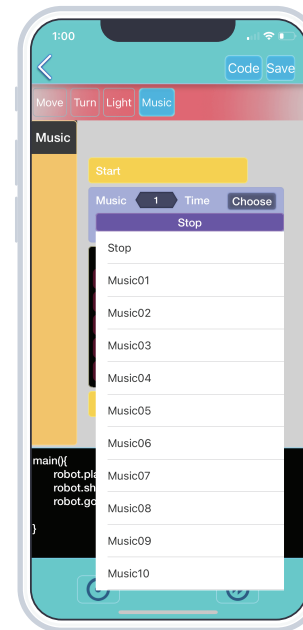 1:00
Code Save
Move Turn Light Music
Music
Start
Music 1 Time Choose
Stop
Stop
Music01
Music02
Music03
Music04
Music05
Music06
Music07
Music08
Music09
Music10
main(){
robot.pla
robot.sh
robot.go
}